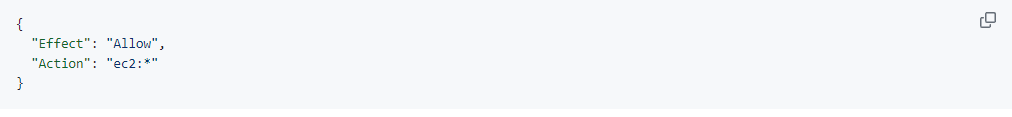 {
  "Effect": "Allow",
  "Action": "ec2:*"
}